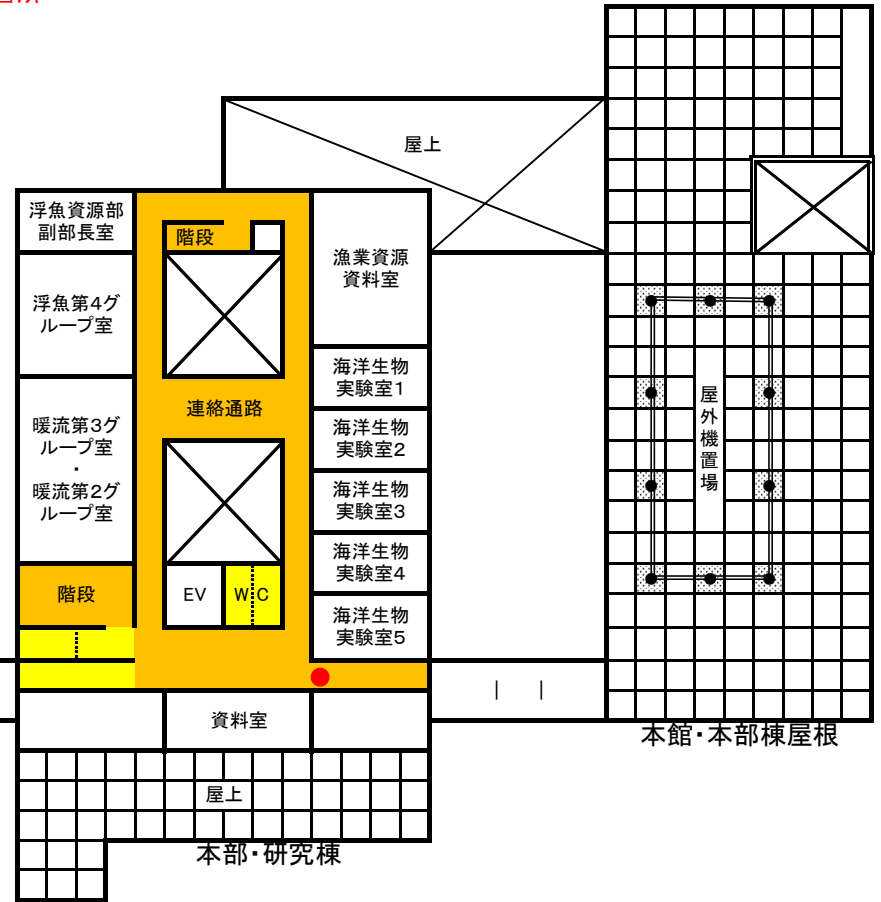 屋上
浮魚資源部
副部長室
階段
漁業資源
資料室
浮魚第4グ
ループ室
海洋生物
実験室1
連絡通路
暖流第3グ
ループ室
・
暖流第2グ
ループ室
海洋生物
実験室2
海洋生物
実験室3
海洋生物
実験室4
階段
EV
WC
海洋生物
実験室5
資料室
屋上
本部・研究棟
屋外機置場
本館・本部棟屋根